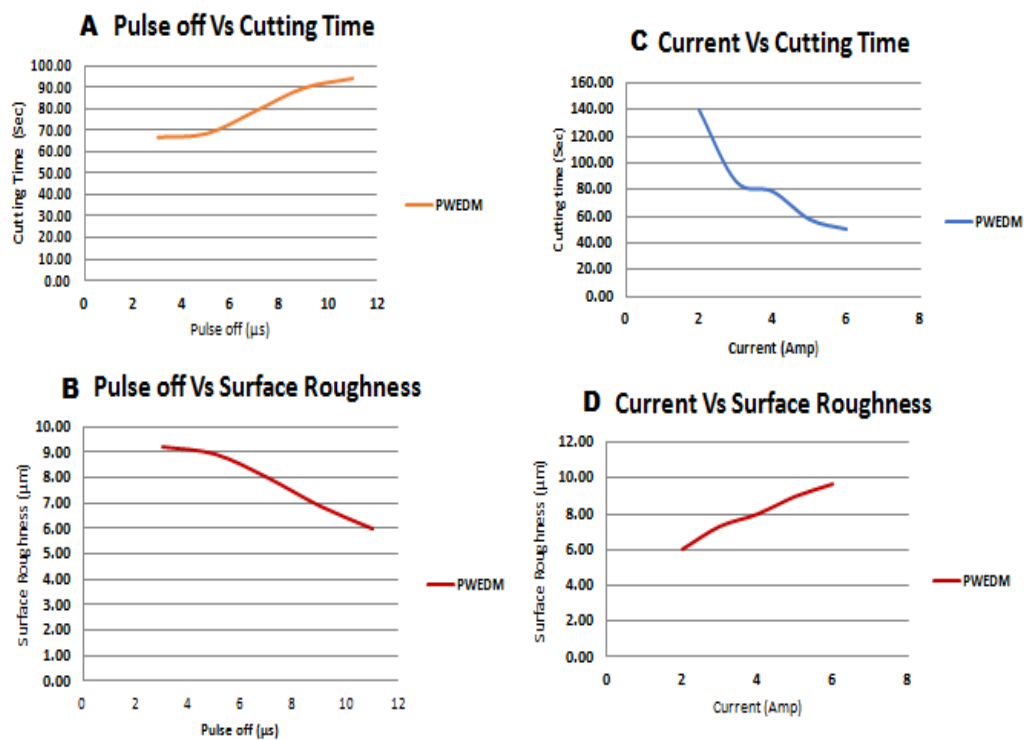 A Pulse off Vs Cutting Time
100.00
90.00
80.00
70.00
60.00
50.00
40.00
30.00
20.00
10.00
0.00
Cutting Time (Sec)
0 2 4 6 8 10 12
Pulse off (µs)
PWEDM
C Current Vs Cutting Time
160.00
140.00
120.00
100.00
80.00
60.00
40.00
20.00
0.00
Cutting time (Sec)
0 2 4 6 8
Current (Amp)
PWEDM
B Pulse off Vs Surface Roughness
10.00
9.00
8.00
7.00
6.00
5.00
4.00
3.00
2.00
1.00
0.00
Surface Roughness (µm)
0 2 4 6 8 10 12
Pulse off (µs)
PWEDM
D Current Vs Surface Roughness
12.00
10.00
8.00
6.00
4.00
2.00
0.00
Surface Roughness (µm)
0 2 4 6 8
Current (Amp)
PWEDM